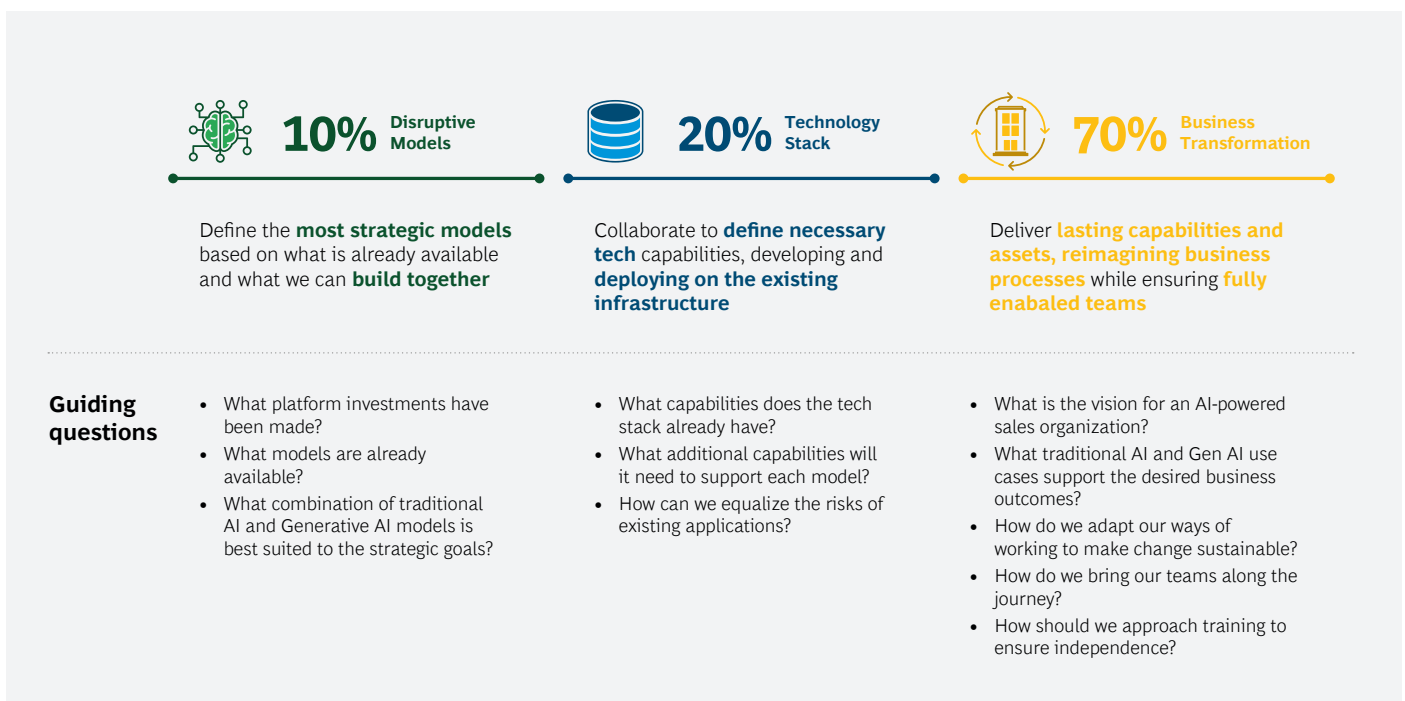 10%
Disruptive
Models
20%
Technology
Stack
70%
Business
Transformation
Define the most strategic models
based on what is already available
and what we can build together
Collaborate to define necessary
tech capabilities, developing and
deploying on the existing
infrastructure
Deliver lasting capabilities and
assets, reimagining business
processes while ensuring fully
enabaled teams
Guiding
questions
• What platform investments have
been made?
• What models are already
available?
• What combination of traditional
AI and Generative AI models is
best suited to the strategic goals?
• What capabilities does the tech
stack already have?
• What additional capabilities will
it need to support each model?
• How can we equalize the risks of
existing applications?
• What is the vision for an AI-powered
sales organization?
• What traditional AI and Gen AI use
cases support the desired business
outcomes?
• How do we adapt our ways of
working to make change sustainable?
• How do we bring our teams along the
journey?
• How should we approach training to
ensure independence?